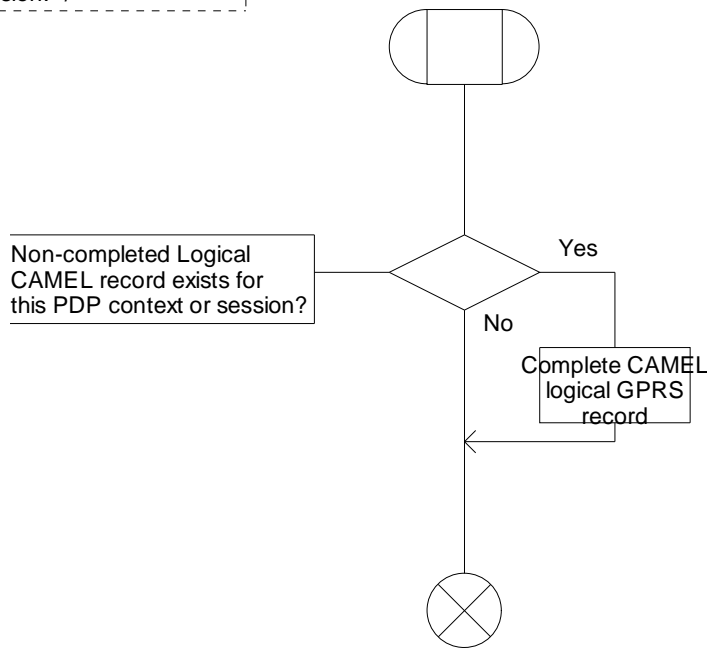 Non-completed Logical
CAMEL record exists for
this PDP context or session?
Yes
No
Complete CAMEL
logical GPRS
record